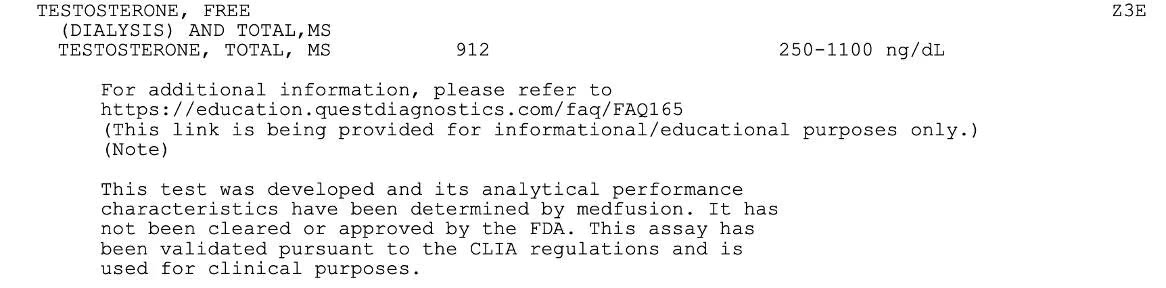 TESTOSTERONE, FREE Z3E
(DIALYSIS) AND TOTAL,MS
TESTOSTERONE, TOTAL, MS 912 250-1100 ng/dL
For additional information, please refer to
https://education.questdiagnostics.com/faq/FAQ165
(This link is being provided for informational/educational purposes only.)
(Note)
This test was developed and its analytical performance
characteristics have been determined by medfusion. It has
not been cleared or approved by the FDA. This assay has
been validated pursuant to the CLIA regulations and is
used for clinical purposes.